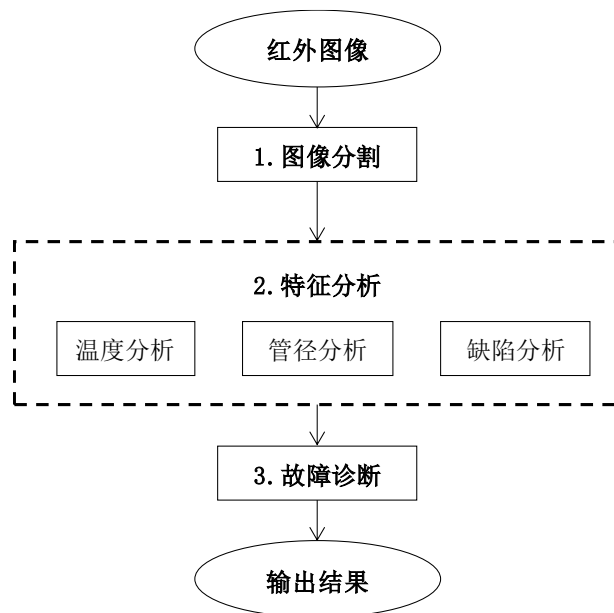 红外图像
1.图像分割
2.特征分析
温度分析
管径分析
缺陷分析
3.故障诊断
输出结果